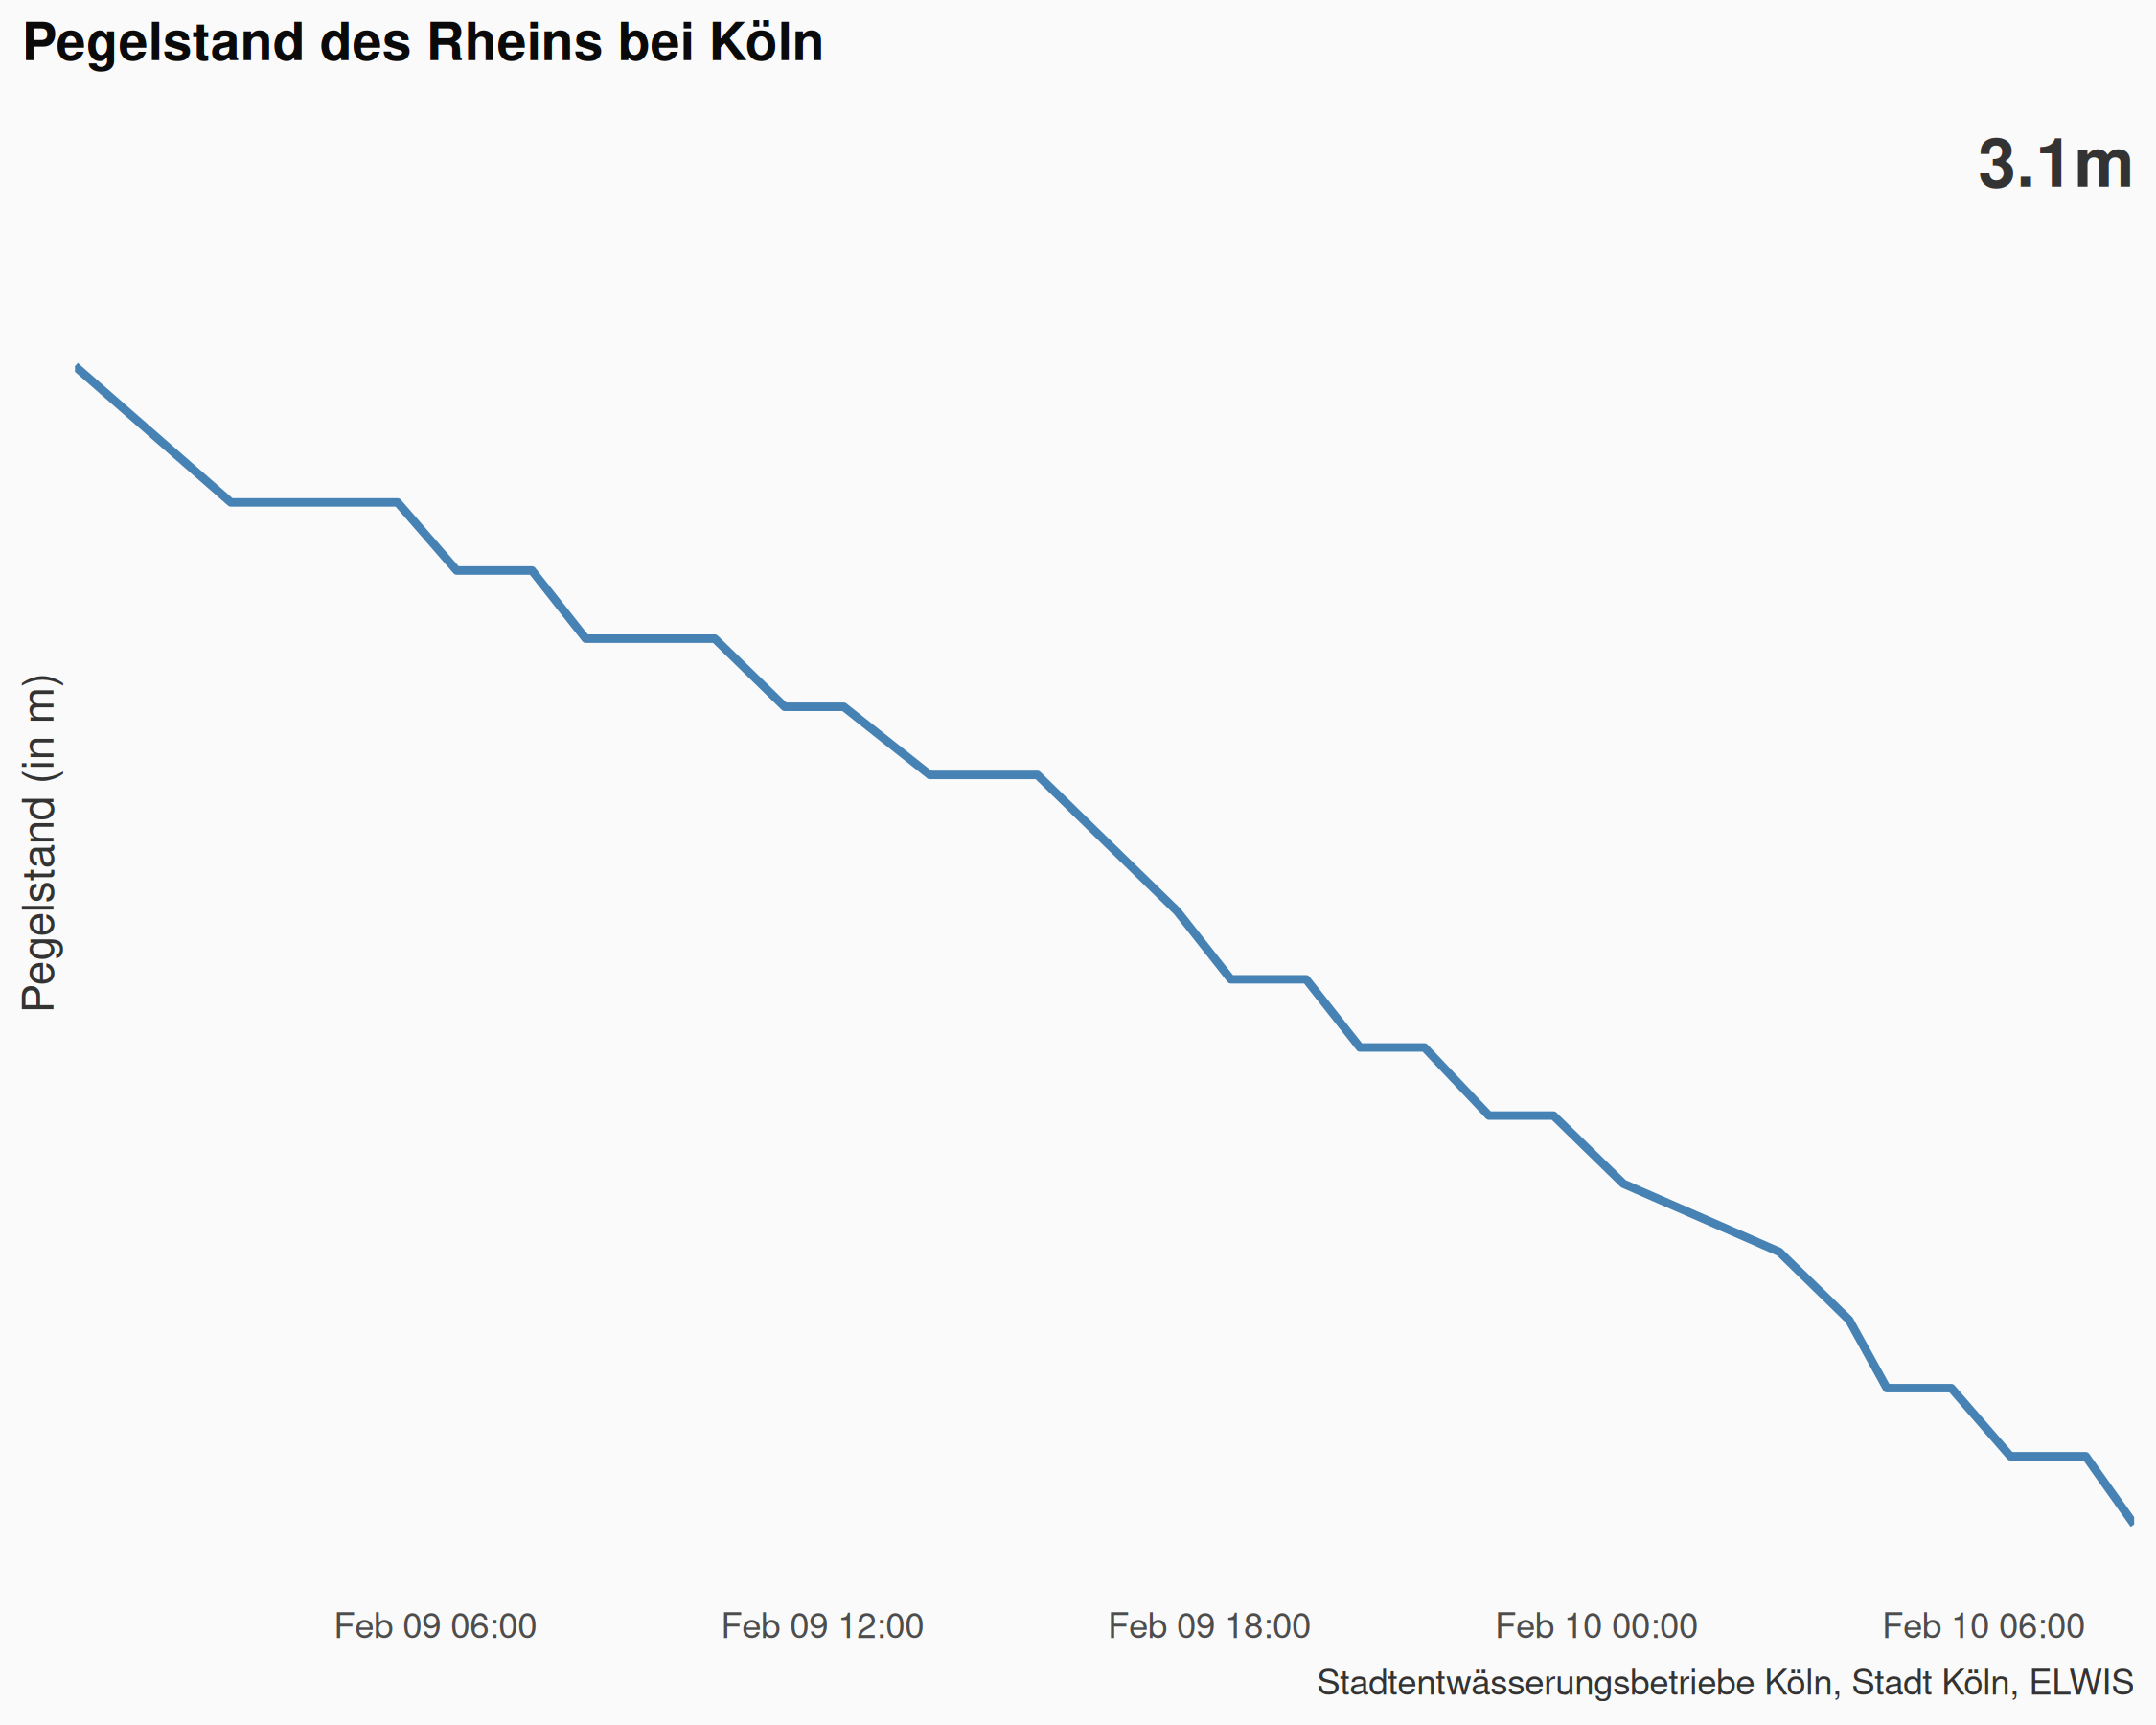 Pegelstand des Rheins bei Köln
3.1m
Pegelstand (in m)
Feb 09 06:00
Feb 09 12:00
Feb 09 18:00
Feb 10 00:00
Feb 10 06:00
Stadtentwässerungsbetriebe Köln, Stadt Köln, ELWIS